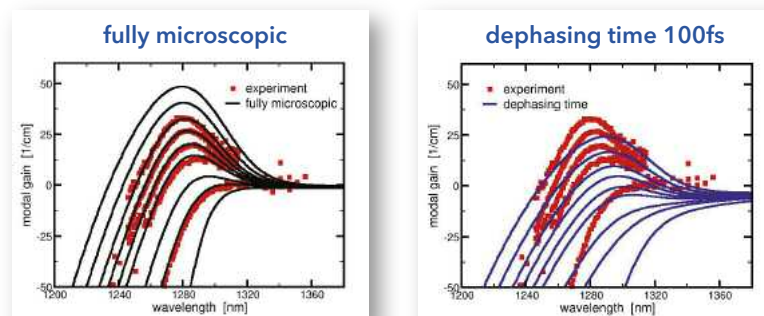 fully microscopic
50
25
0
-25
-50
modal gain [1/cm]
experiment
fully microscopic
1200
1240
1280
1320
1360
wavelength [nm]
dephasing time 100fs
50
25
0
-25
-50
modal gain [1/cm]
experiment
dephasing time
1200
1240
1280
1320
1360
wavelength [nm]